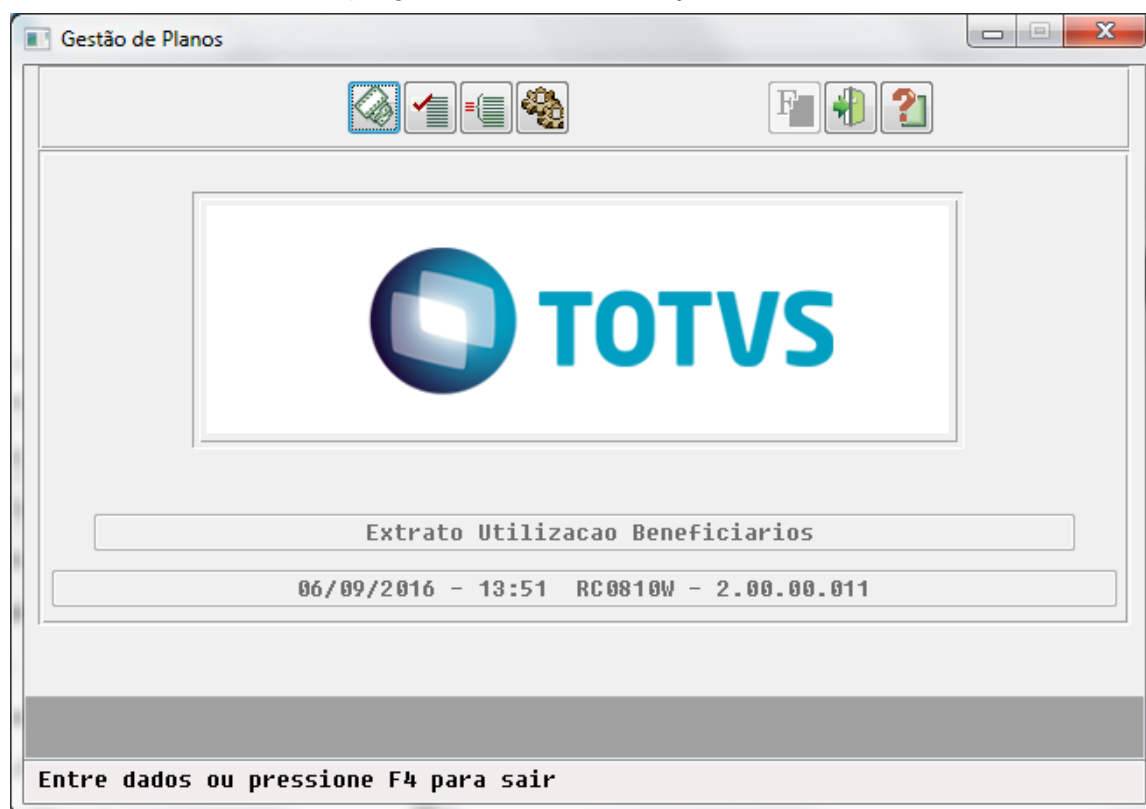 Gestão de Planos
F
TOTVS
Extrato Utilizacao Beneficiarios
06/09/2016 - 13:51 RC0810W - 2.00.00.011
Entre dados ou pressione F4 para sair